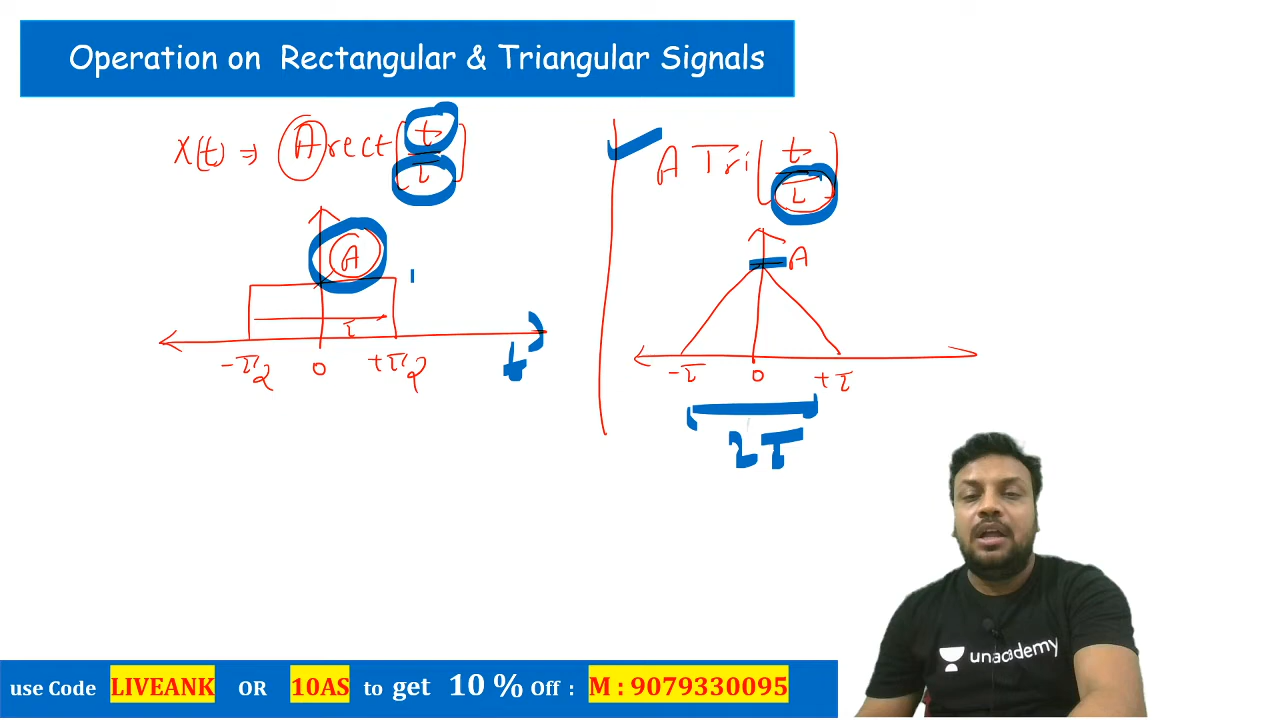 Operation on Rectangular & Triangular Signals
X(t) ⇒ A rect [t/τ]
A
τ
-τ/2 0 +τ/2
t
A Tri [t/τ]
A
-τ 0 +τ
2τ
unacademy
use Code LIVEANK OR 10AS to get 10 % Off : M : 9079330095